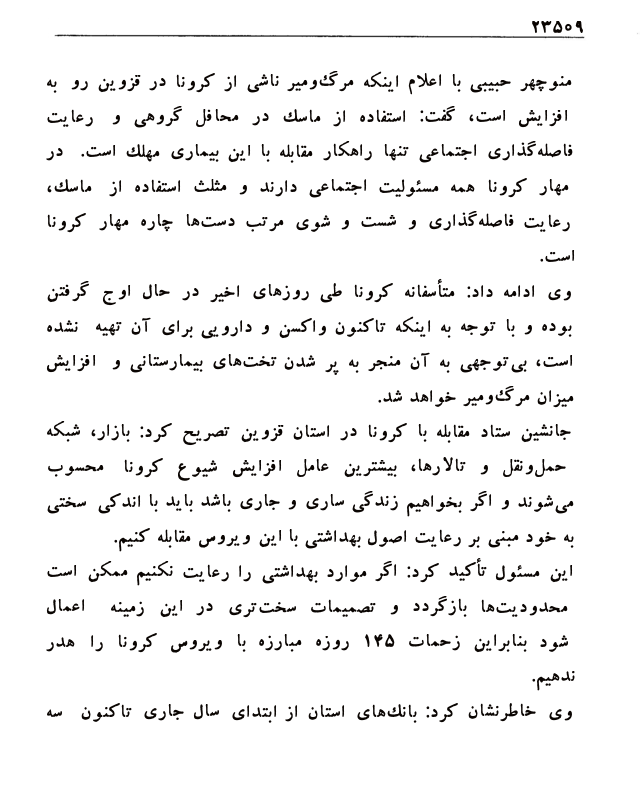 ۲۳۵۰۹
منوچهر حبیبی با اعلام اینکه مرگ‌ومیر ناشی از کرونا در قزوین رو به
افزایش است، گفت: استفاده از ماسك در محافل گروهی و رعایت
فاصله‌گذاری اجتماعی تنها راهکار مقابله با این بیماری مهلك است. در
مهار کرونا همه مسئولیت اجتماعی دارند و مثلث استفاده از ماسك،
رعایت فاصله‌گذاری و شست و شوی مرتب دست‌ها چاره مهار کرونا
است.
وی ادامه داد: متأسفانه کرونا طی روزهای اخیر در حال اوج گرفتن
بوده و با توجه به اینکه تاکنون واکسن و دارویی برای آن تهیه نشده
است، بی‌توجهی به آن منجر به پر شدن تخت‌های بیمارستانی و افزایش
میزان مرگ‌ومیر خواهد شد.
جانشین ستاد مقابله با کرونا در استان قزوین تصریح کرد: بازار، شبکه
حمل‌ونقل و تالارها، بیشترین عامل افزایش شیوع کرونا محسوب
می‌شوند و اگر بخواهیم زندگی ساری و جاری باشد باید با اندکی سختی
به خود مبنی بر رعایت اصول بهداشتی با این ویروس مقابله کنیم.
این مسئول تأکید کرد: اگر موارد بهداشتی را رعایت نکنیم ممکن است
محدودیت‌ها بازگردد و تصمیمات سخت‌تری در این زمینه اعمال
شود بنابراین زحمات ۱۴۵ روزه مبارزه با ویروس کرونا را هدر
ندهیم.
وی خاطرنشان کرد: بانك‌های استان از ابتدای سال جاری تاکنون سه